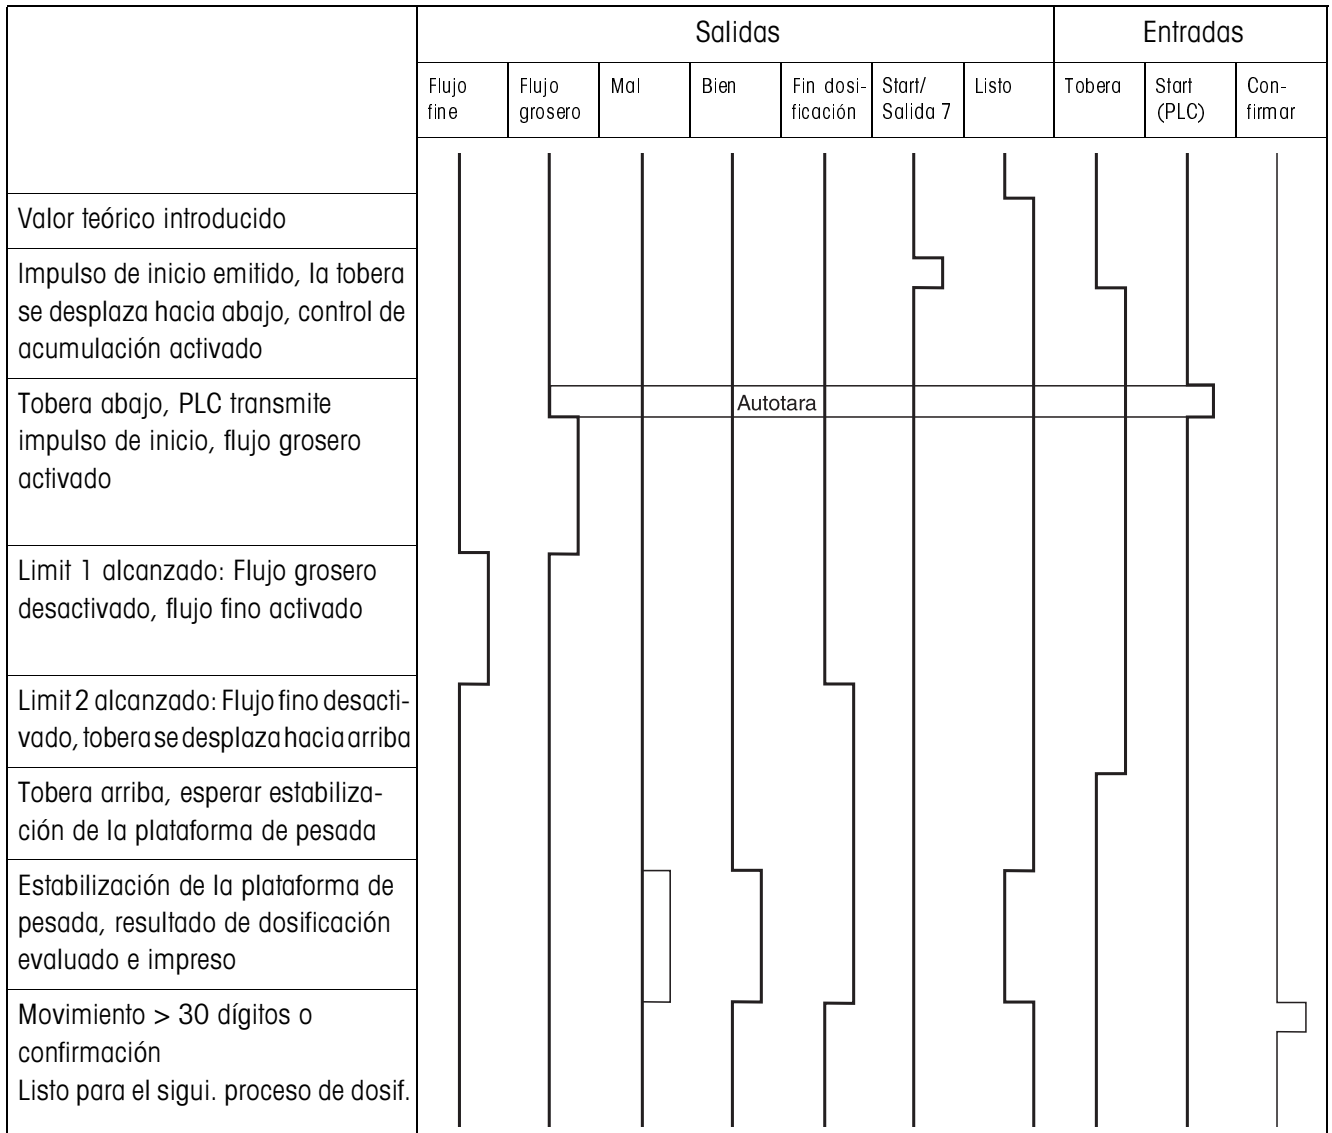 Salidas
Entradas
Flujo fine
Flujo grosero
Mal
Bien
Fin dosi-
ficación
Start/
Salida 7
Listo
Tobera
Start
(PLC)
Con-
firmar
Valor teórico introducido
Impulso de inicio emitido, la tobera
se desplaza hacia abajo, control de
acumulación activado
Tobera abajo, PLC transmite
impulso de inicio, flujo grosero
activado
Autotara
Limit 1 alcanzado: Flujo grosero
desactivado, flujo fino activado
Limit 2 alcanzado: Flujo fino desacti-
vado, tobera se desplaza hacia arriba
Tobera arriba, esperar estabiliza-
ción de la plataforma de pesada
Estabilización de la plataforma de
pesada, resultado de dosificación
evaluado e impreso
Movimiento > 30 dígitos o
confirmación
Listo para el sigui. proceso de dosif.